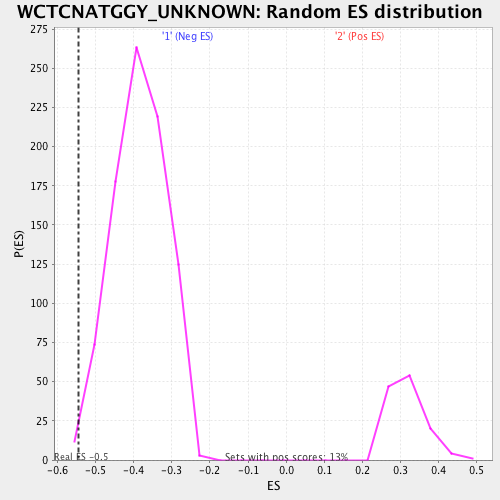 WCTCNATGGY_UNKNOWN: Random ES distribution
'1' (Neg ES) '2' (Pos ES)
275
250
225
200
175
150
125
100
75
50
25
0
P(ES)
Real ES -0.5 Sets with pos scores: 13%
-0.6 -0.5 -0.4 -0.3 -0.2 -0.1 0.0 0.1 0.2 0.3 0.4 0.5
ES